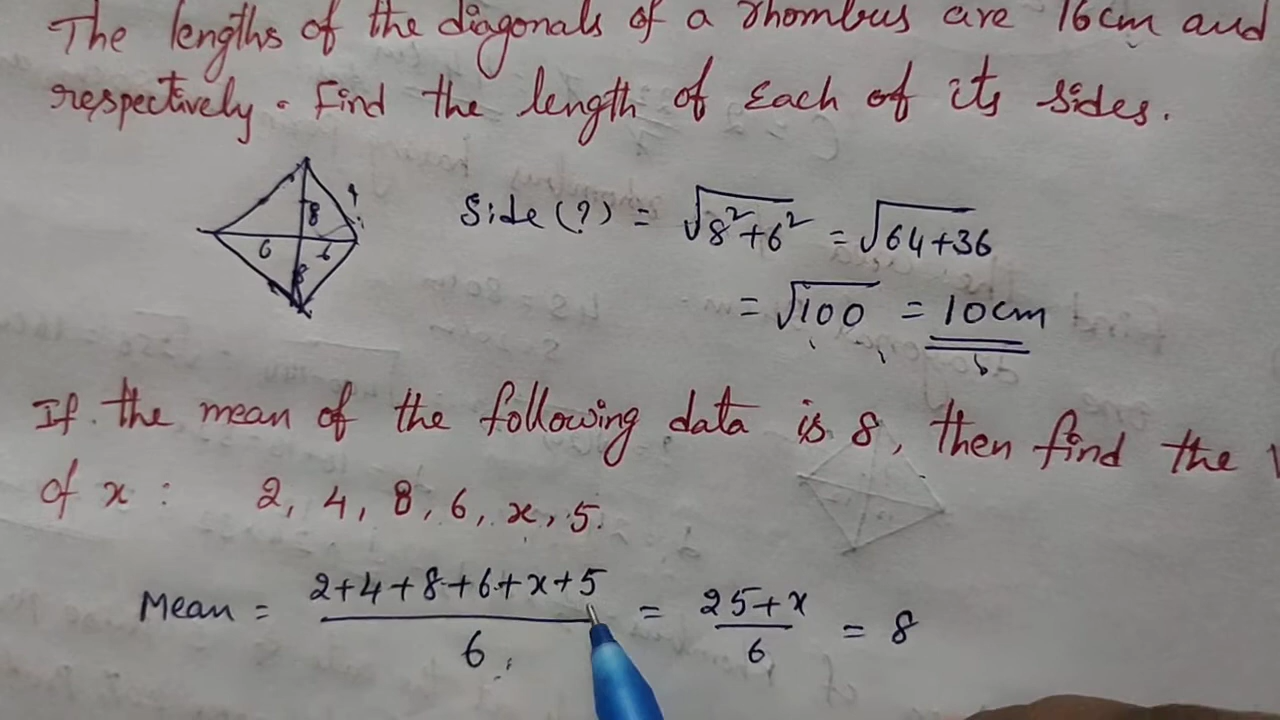 The lengths of the diagonals of a rhombus are 16cm and
respectively. Find the length of Each of its sides.
8
6 6
8
Side (?) = √8²+6² = √64+36
= √100 = 10cm
If the mean of the following data is 8, then find the
of x : 2, 4, 8, 6, x, 5.
Mean = 2+4+8+6+x+5 / 6 = 25+x / 6 = 8